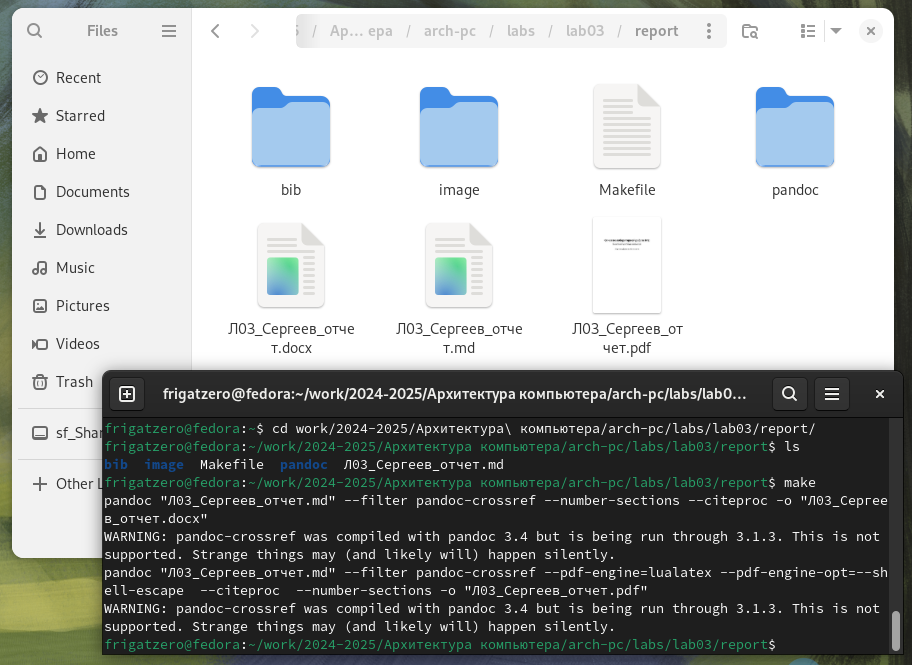 Files
Ар... ера / arch-pc / labs / lab03 / report
Recent
Starred
Home
Documents
Downloads
Music
Pictures
Videos
Trash
sf_Shar
Other L
bib
image
Makefile
pandoc
Л03_Сергеев_отче
т.docx
Л03_Сергеев_отче
т.md
Л03_Сергеев_от
чет.pdf
frigatzero@fedora:~/work/2024-2025/Архитектура компьютера/arch-pc/labs/lab0...
frigatzero@fedora:~$ cd work/2024-2025/Архитектура\ компьютера/arch-pc/labs/lab03/report/
frigatzero@fedora:~/work/2024-2025/Архитектура компьютера/arch-pc/labs/lab03/report$ ls
bib image Makefile pandoc Л03_Сергеев_отчет.md
frigatzero@fedora:~/work/2024-2025/Архитектура компьютера/arch-pc/labs/lab03/report$ make
pandoc "Л03_Сергеев_отчет.md" --filter pandoc-crossref --number-sections --citeproc -o "Л03_Сергее
в_отчет.docx"
WARNING: pandoc-crossref was compiled with pandoc 3.4 but is being run through 3.1.3. This is not
supported. Strange things may (and likely will) happen silently.
pandoc "Л03_Сергеев_отчет.md" --filter pandoc-crossref --pdf-engine=lualatex --pdf-engine-opt=--sh
ell-escape --citeproc --number-sections -o "Л03_Сергеев_отчет.pdf"
WARNING: pandoc-crossref was compiled with pandoc 3.4 but is being run through 3.1.3. This is not
supported. Strange things may (and likely will) happen silently.
frigatzero@fedora:~/work/2024-2025/Архитектура компьютера/arch-pc/labs/lab03/report$